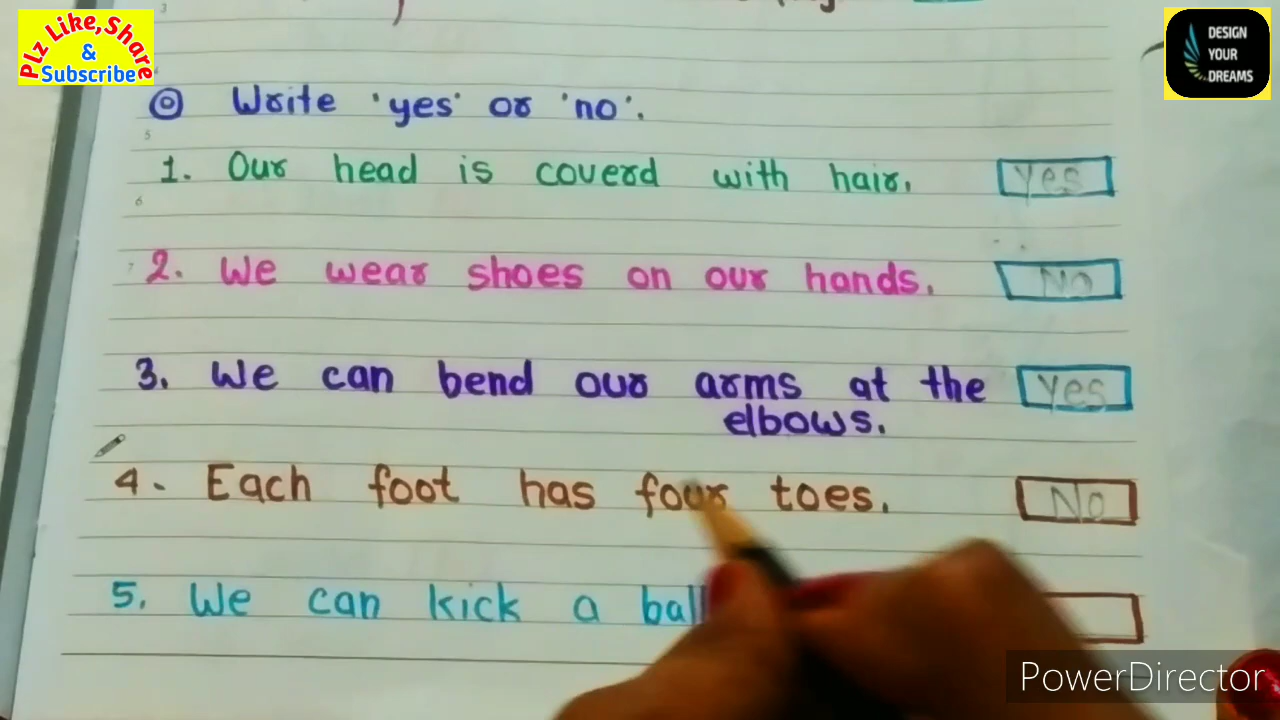 Plz Like, Share
&
Subscribe
DESIGN
YOUR
DREAMS
Write 'yes' or 'no'.
1. Our head is coverd with hair. Yes
2. We wear shoes on our hands. No
3. We can bend our arms at the Yes
elbows.
4. Each foot has four toes. No
5. We can kick a ball
PowerDirector